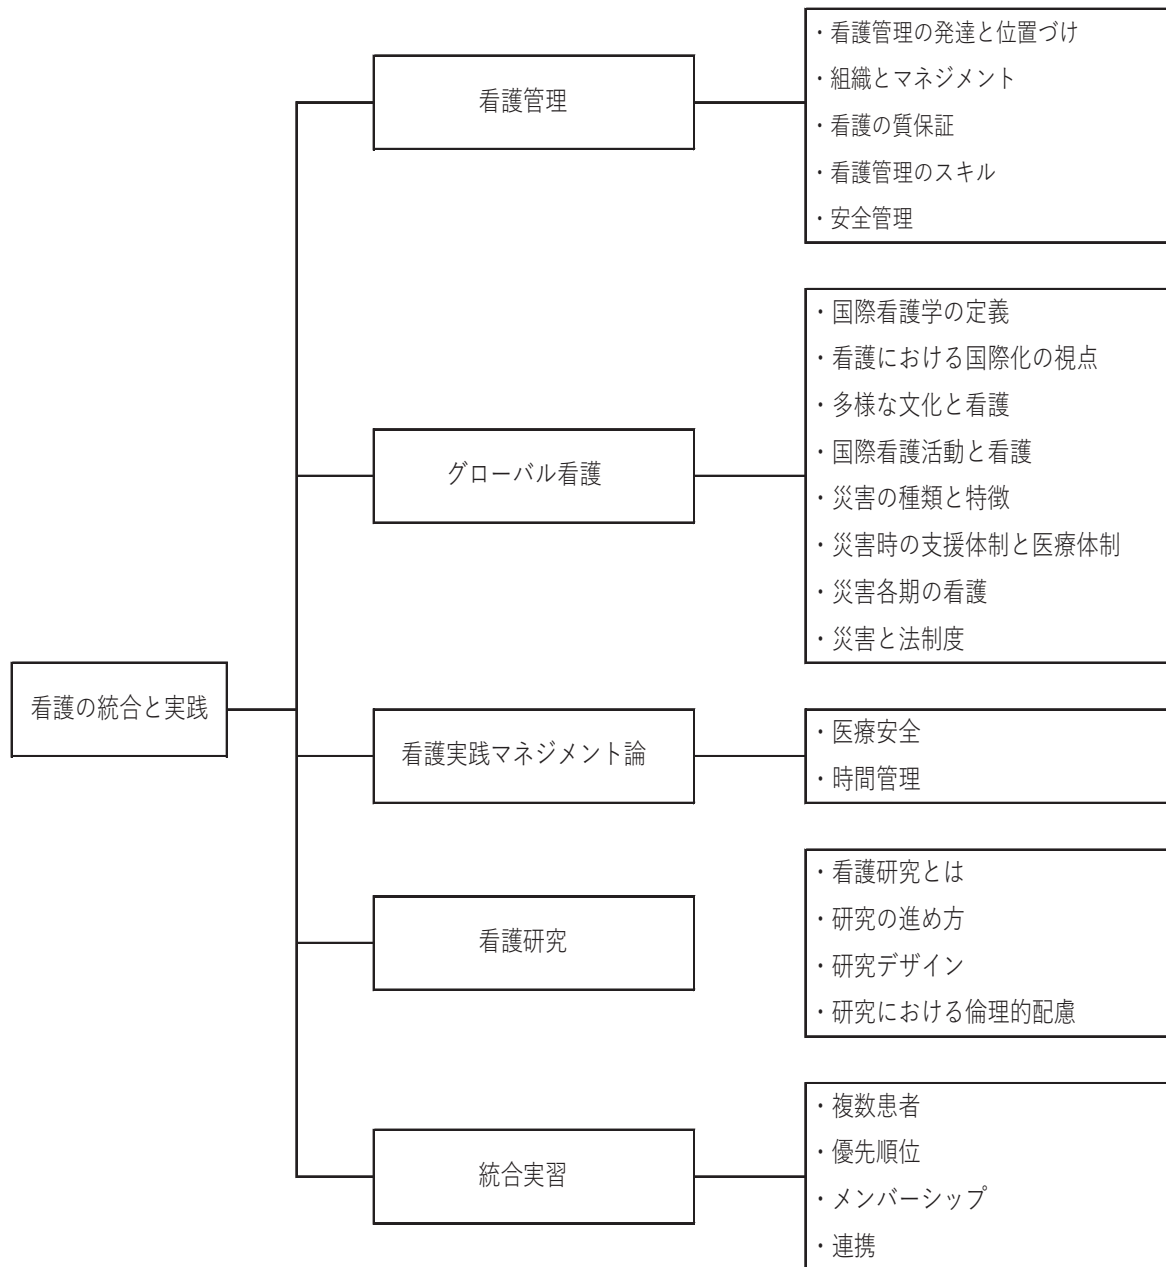 看護管理
・看護管理の発達と位置づけ
・組織とマネジメント
・看護の質保証
・看護管理のスキル
・安全管理
グローバル看護
・国際看護学の定義
・看護における国際化の視点
・多様な文化と看護
・国際看護活動と看護
・災害の種類と特徴
・災害時の支援体制と医療体制
・災害各期の看護
・災害と法制度
看護の統合と実践
看護実践マネジメント論
・医療安全
・時間管理
看護研究
・看護研究とは
・研究の進め方
・研究デザイン
・研究における倫理的配慮
統合実習
・複数患者
・優先順位
・メンバーシップ
・連携